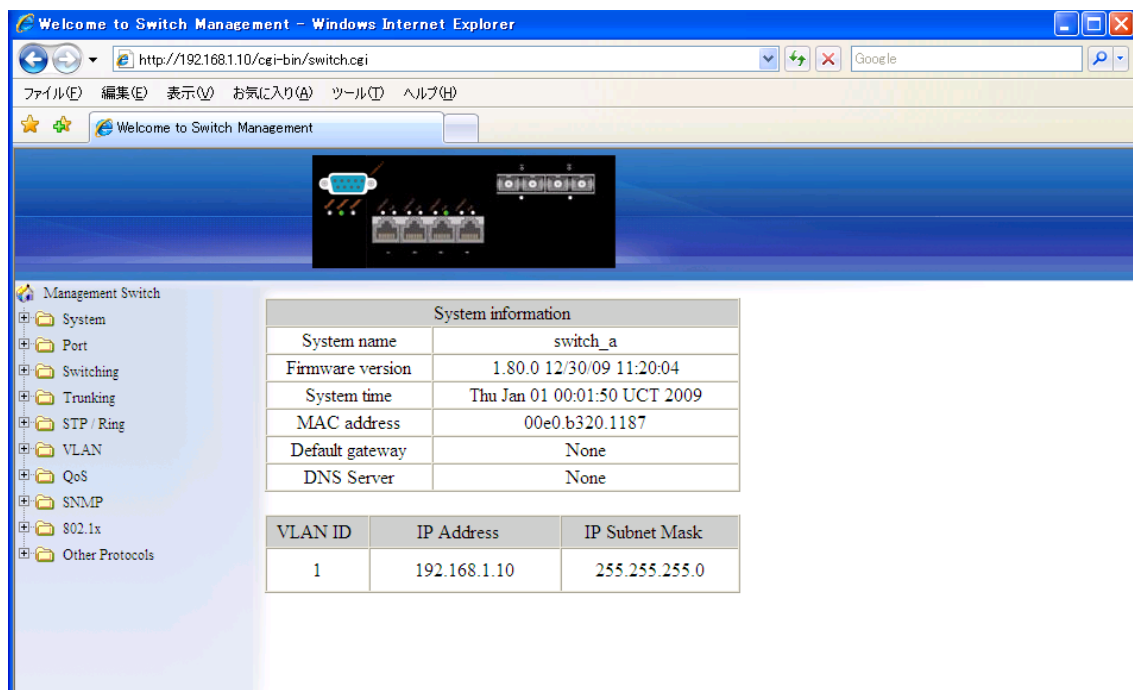 Welcome to Switch Management - Windows Internet Explorer
http://192.168.1.10/cgi-bin/switch.cgi
Google
ファイル(F) 編集(E) 表示(V) お気に入り(A) ツール(T) ヘルプ(H)
Welcome to Switch Management
Management Switch
System
Port
Switching
Trunking
STP / Ring
VLAN
QoS
SNMP
802.1x
Other Protocols
System information
System name switch_a
Firmware version 1.80.0 12/30/09 11:20:04
System time Thu Jan 01 00:01:50 UCT 2009
MAC address 00e0.b320.1187
Default gateway None
DNS Server None
VLAN ID IP Address IP Subnet Mask
1 192.168.1.10 255.255.255.0